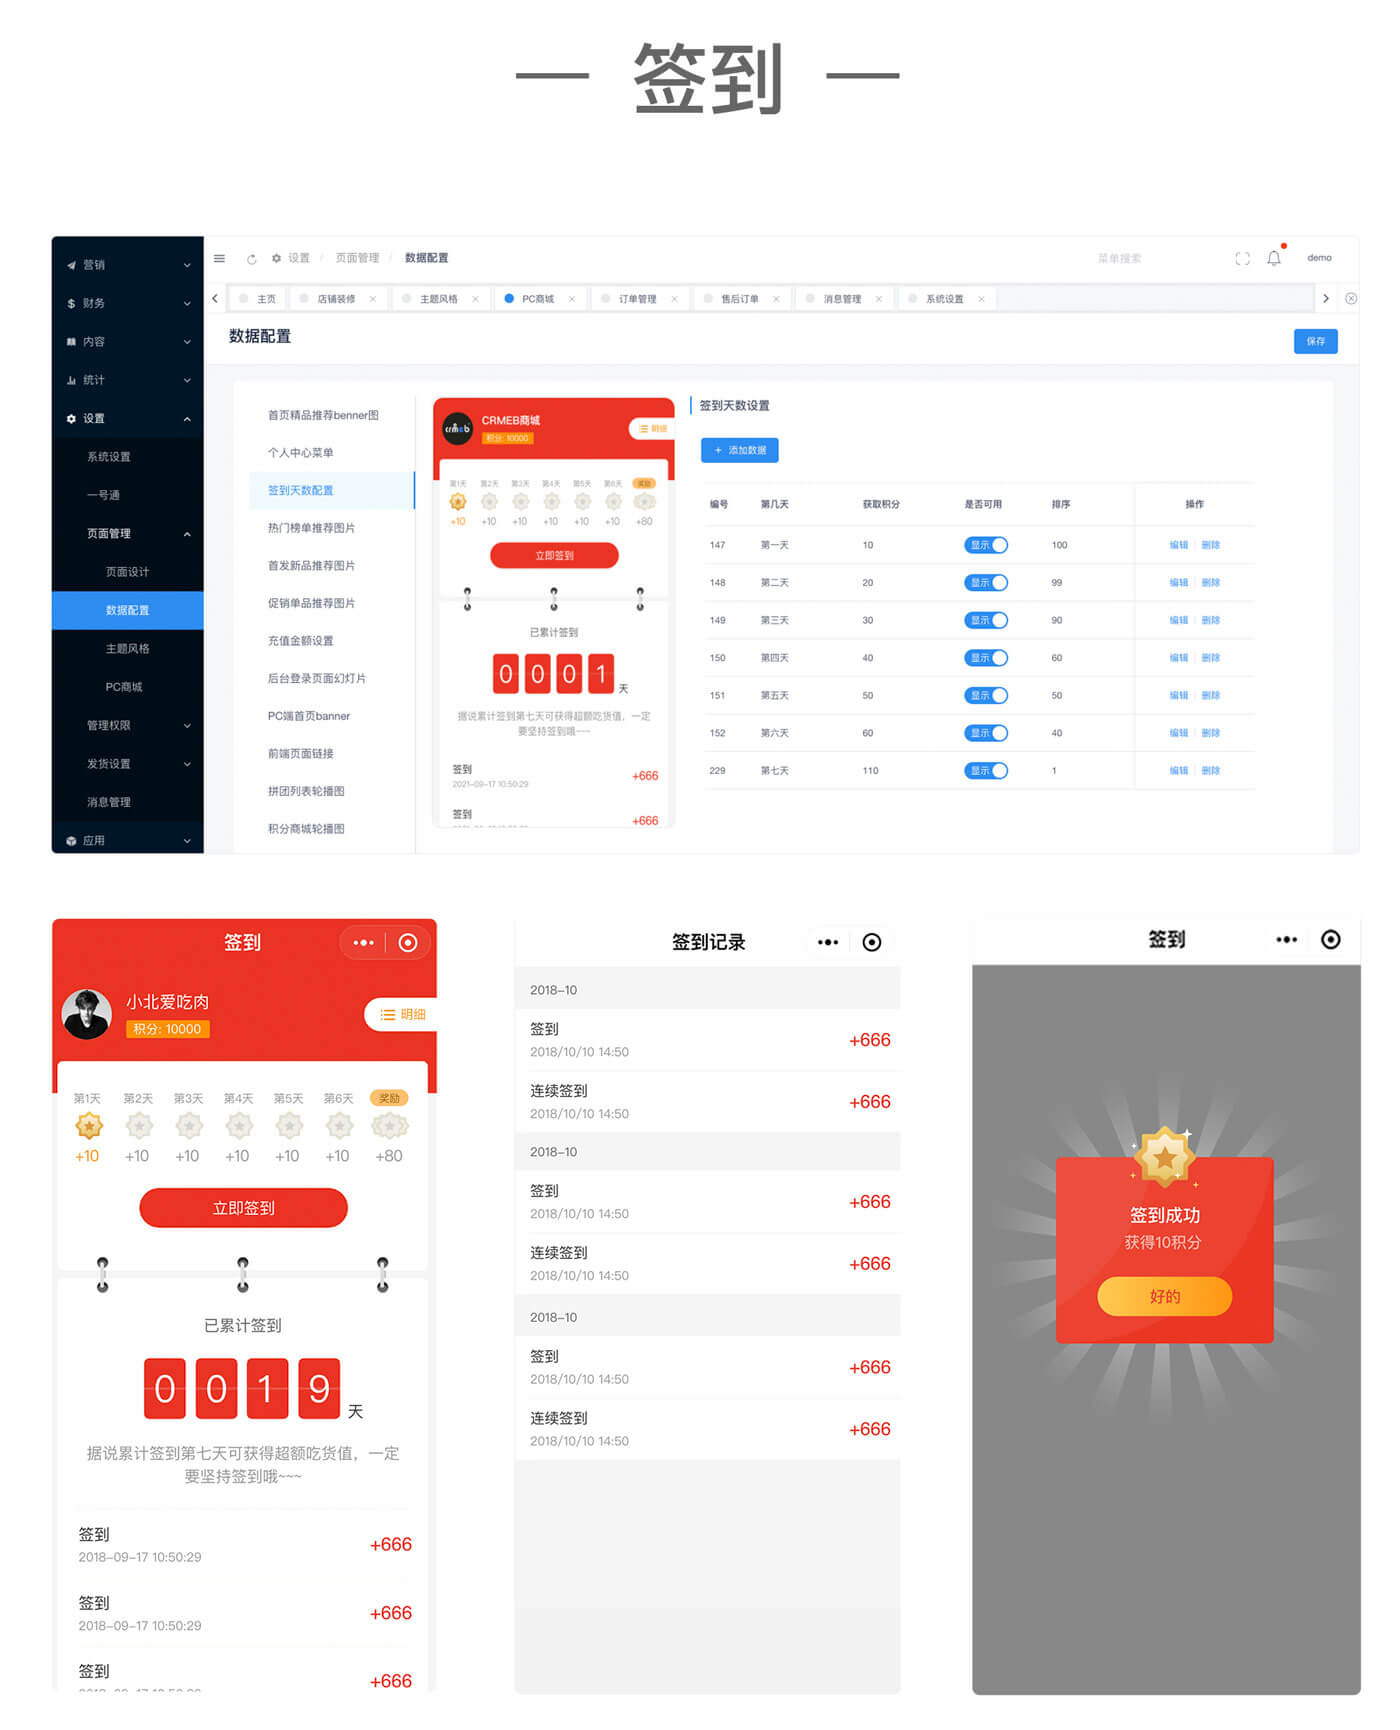 签到
营销
财务
内容
统计
设置
系统设置
一号通
页面管理
页面设计
数据配置
主题风格
PC商城
管理权限
发货设置
消息管理
应用
设置 / 页面管理 / 数据配置
菜单搜索
demo
主页
店铺装修
主题风格
PC商城
订单管理
售后订单
消息管理
系统设置
数据配置
保存
首页精品推荐benner图
个人中心菜单
签到天数配置
热门榜单推荐图片
首发新品推荐图片
促销单品推荐图片
充值金额设置
后台登录页面幻灯片
PC端首页banner
前端页面链接
拼团列表轮播图
积分商城轮播图
crmeb
CRMEB商城
积分: 10000
明细
第1天 第2天 第3天 第4天 第5天 第6天 奖励
+10 +10 +10 +10 +10 +10 +80
立即签到
已累计签到
0 0 0 1 天
据说累计签到第七天可获得超额吃货值，一定
要坚持签到哦~~~
签到
2021-09-17 10:50:29
+666
签到
+666
签到天数设置
+ 添加数据
编号 第几天 获取积分 是否可用 排序 操作
147 第一天 10 显示 100 编辑 删除
148 第二天 20 显示 99 编辑 删除
149 第三天 30 显示 90 编辑 删除
150 第四天 40 显示 60 编辑 删除
151 第五天 50 显示 50 编辑 删除
152 第六天 60 显示 40 编辑 删除
229 第七天 110 显示 1 编辑 删除
签到
小北爱吃肉
积分: 10000
明细
第1天 第2天 第3天 第4天 第5天 第6天 奖励
+10 +10 +10 +10 +10 +10 +80
立即签到
已累计签到
0 0 1 9 天
据说累计签到第七天可获得超额吃货值，一定
要坚持签到哦~~~
签到
2018-09-17 10:50:29
+666
签到
2018-09-17 10:50:29
+666
签到
+666
签到记录
2018-10
签到
2018/10/10 14:50
+666
连续签到
2018/10/10 14:50
+666
2018-10
签到
2018/10/10 14:50
+666
连续签到
2018/10/10 14:50
+666
2018-10
签到
2018/10/10 14:50
+666
连续签到
2018/10/10 14:50
+666
签到
签到成功
获得10积分
好的